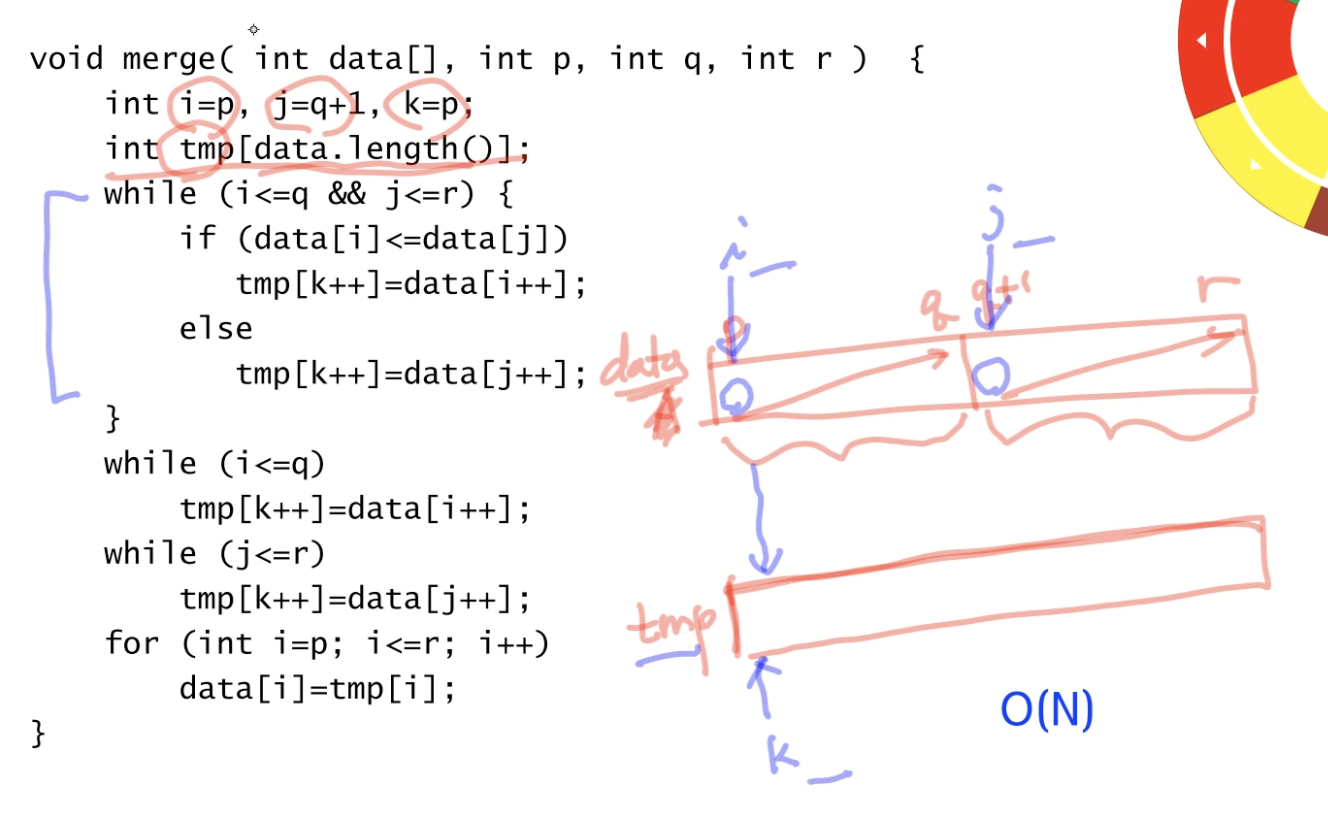 void merge( int data[], int p, int q, int r ) {
int i=p, j=q+1, k=p;
int tmp[data.length()];
while (i<=q && j<=r) {
if (data[i]<=data[j])
tmp[k++]=data[i++];
else
tmp[k++]=data[j++];
}
while (i<=q)
tmp[k++]=data[i++];
while (j<=r)
tmp[k++]=data[j++];
for (int i=p; i<=r; i++)
data[i]=tmp[i];
}
i
j
p
q
q+1
r
data
tmp
k
O(N)